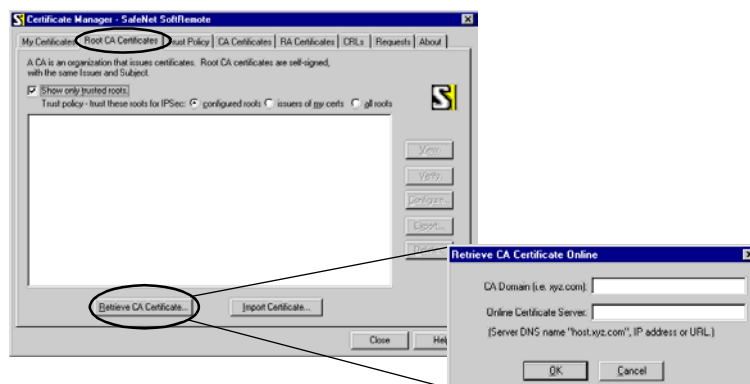 Certificate Manager - SafeNet SoftRemote
My Certificates Root CA Certificates Trust Policy CA Certificates RA Certificates CRLs Requests About
A CA is an organization that issues certificates. Root CA certificates are self-signed,
with the same Issuer and Subject.
Show only trusted roots.
Trust policy - trust these roots for IPSec: configured roots issuers of my certs all roots
View
Verify
Configure...
Export...
Retrieve CA Certificate... Import Certificate...
Close Help
Retrieve CA Certificate Online
CA Domain (i.e. xyz.com):
Online Certificate Server:
(Server DNS name "host.xyz.com", IP address or URL.)
OK Cancel